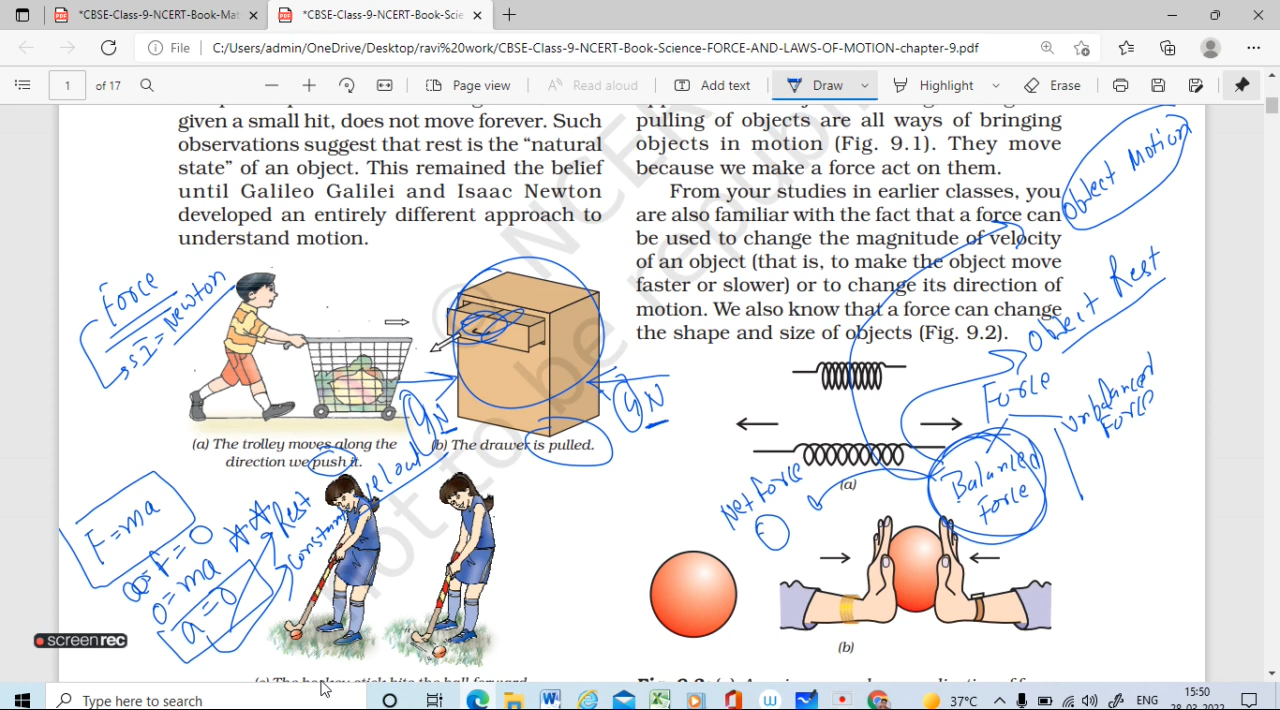 *CBSE-Class-9-NCERT-Book-Mat
*CBSE-Class-9-NCERT-Book-Scie
File
C:/Users/admin/OneDrive/Desktop/ravi%20work/CBSE-Class-9-NCERT-Book-Science-FORCE-AND-LAWS-OF-MOTION-chapter-9.pdf
1 of 17
Page view
Read aloud
Add text
Draw
Highlight
Erase
given a small hit, does not move forever. Such
observations suggest that rest is the “natural
state” of an object. This remained the belief
until Galileo Galilei and Isaac Newton
developed an entirely different approach to
understand motion.
Force
SI = Newton
9N
9N
(a) The trolley moves along the
direction we push it.
(b) The drawer is pulled.
F = ma
F = 0
0 = ma
a = 0
Rest
Constant
pulling of objects are all ways of bringing
objects in motion (Fig. 9.1). They move
because we make a force act on them.
From your studies in earlier classes, you
are also familiar with the fact that a force can
be used to change the magnitude of velocity
of an object (that is, to make the object move
faster or slower) or to change its direction of
motion. We also know that a force can change
the shape and size of objects (Fig. 9.2).
Object Motion
Object Rest
Force
Unbalanced
Force
Balanced
Force
Net Force
(a)
(b)
not to be republished
© NCERT
screenrec
Type here to search
37°C
ENG
15:50
28-03-2022